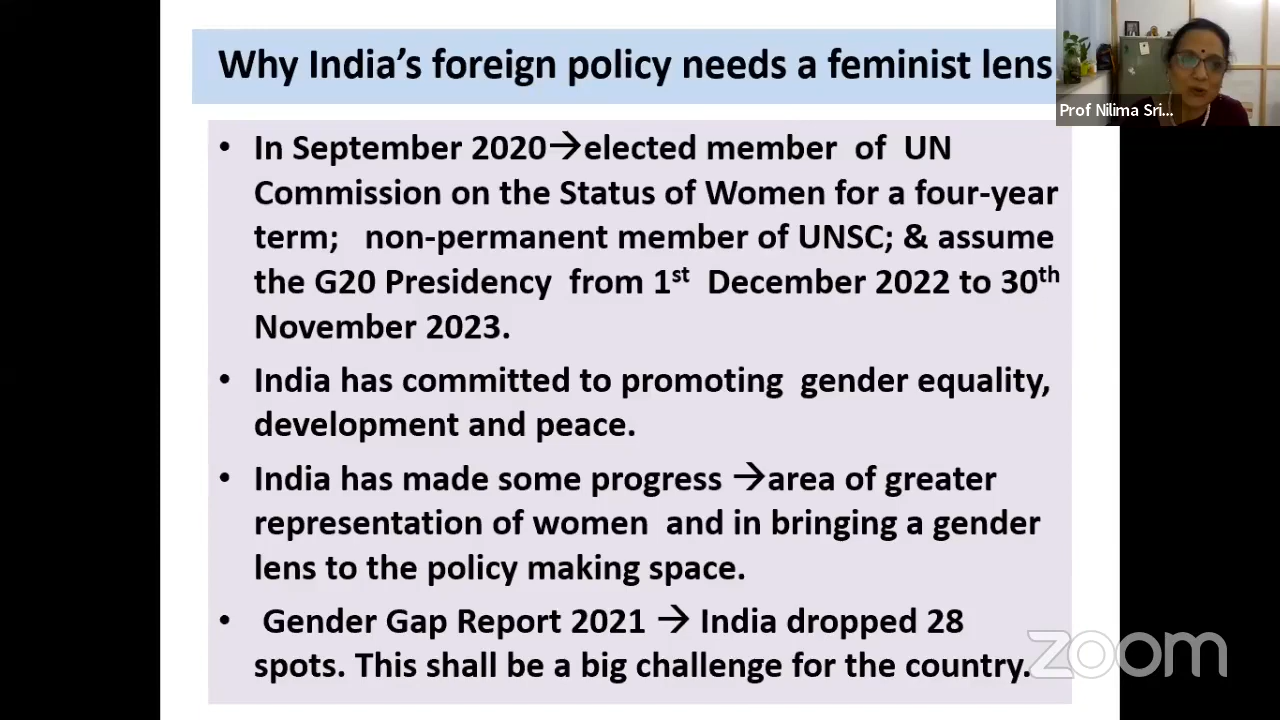 Why India's foreign policy needs a feminist lens
Prof Nilima Sri...
• In September 2020→elected member of UN
Commission on the Status of Women for a four-year
term; non-permanent member of UNSC; & assume
the G20 Presidency from 1st December 2022 to 30th
November 2023.
• India has committed to promoting gender equality,
development and peace.
• India has made some progress →area of greater
representation of women and in bringing a gender
lens to the policy making space.
• Gender Gap Report 2021 → India dropped 28
spots. This shall be a big challenge for the country.
zoom